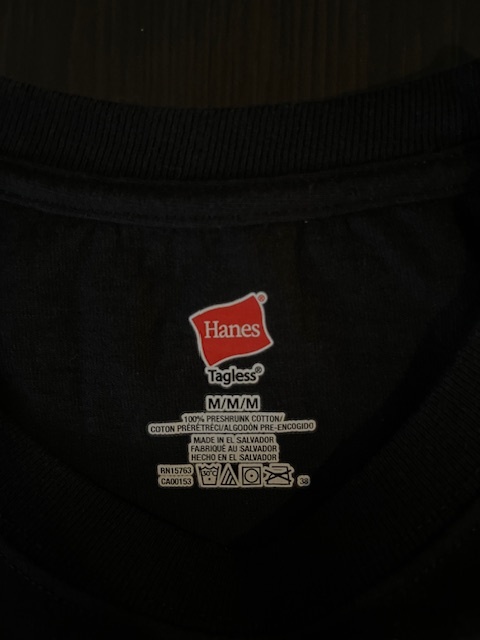 Hanes®
Tagless®
M/M/M
100% PRESHRUNK COTTON/
COTON PRÉRÉTRÉCI/ALGODÓN PRE-ENCOGIDO
MADE IN EL SALVADOR
FABRIQUÉ AU SALVADOR
HECHO EN EL SALVADOR
RN15763
CA00153
30°C
38